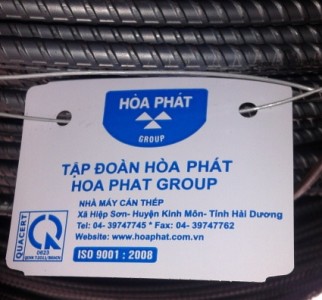 HÒA PHÁT
GROUP
TẬP ĐOÀN HÒA PHÁT
HOA PHAT GROUP
NHÀ MÁY CÁN THÉP
Xã Hiệp Sơn- Huyện Kinh Môn- Tỉnh Hải Dương
Tel: 04- 39747745 * Fax: 04- 39747762
Website: www.hoaphat.com.vn
QUACERT
ISO 9001 : 2008